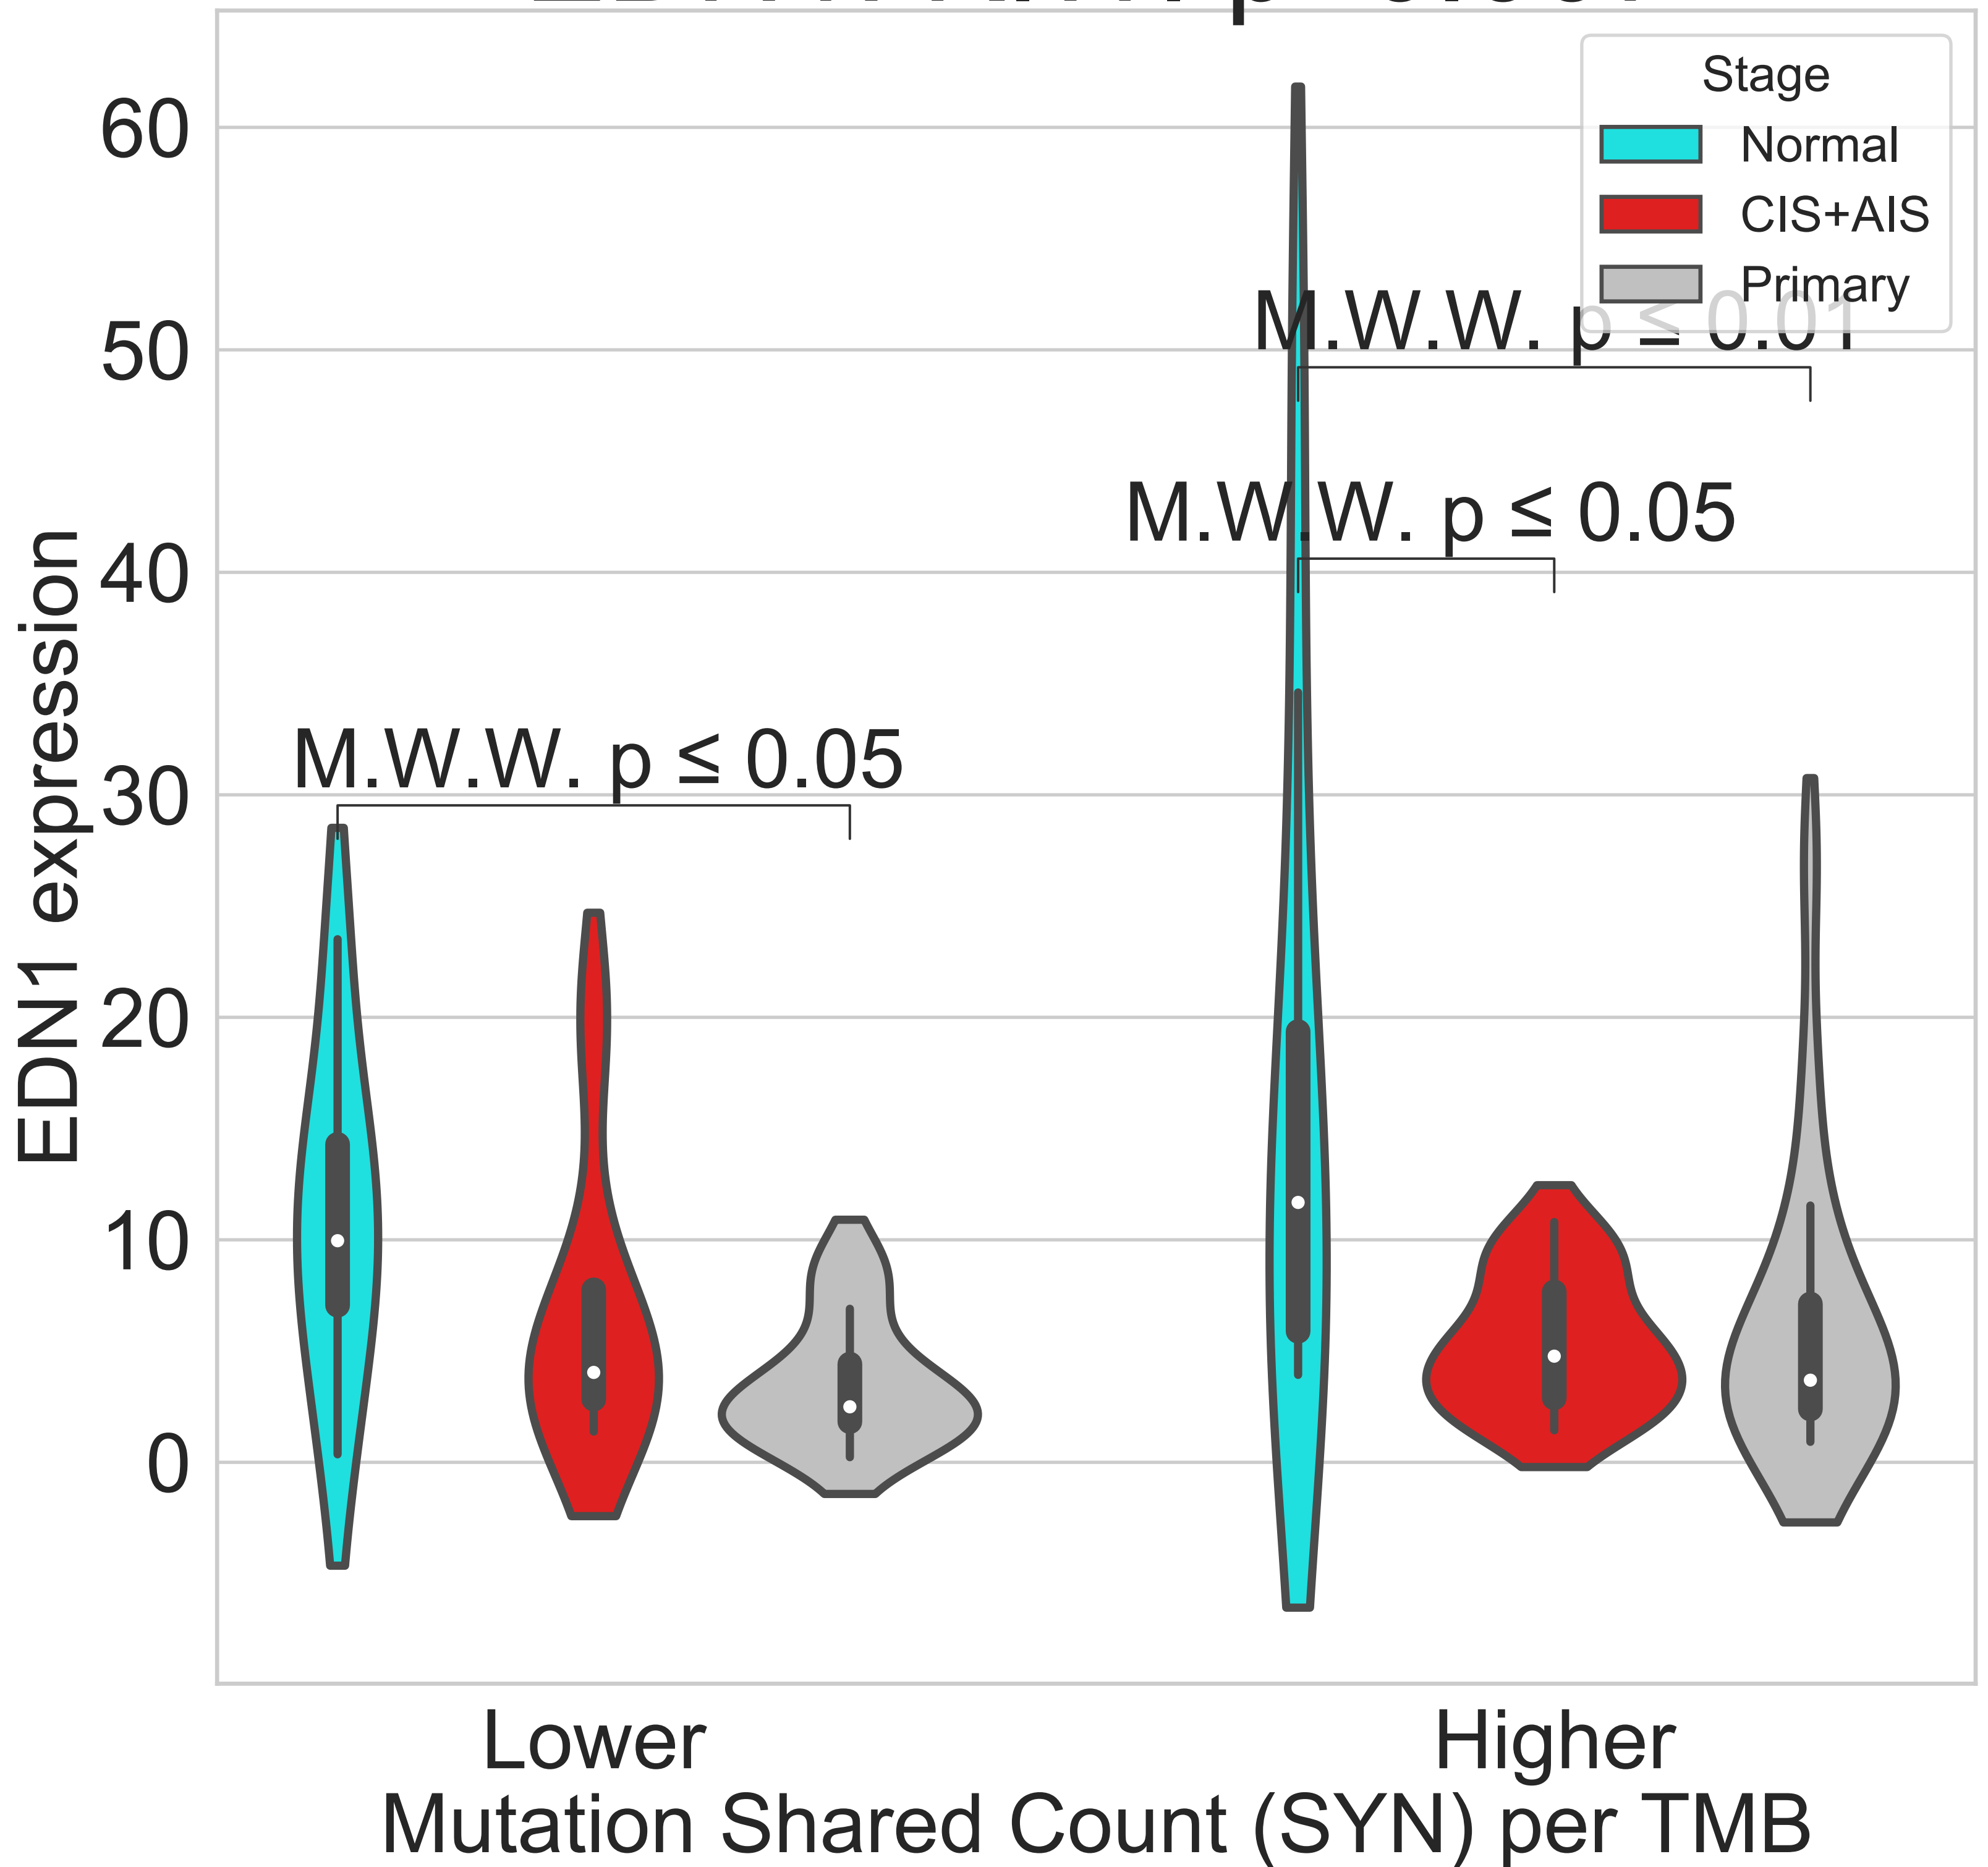 Stage
Normal
CIS+AIS
Primary
M.W.W. p ≤ 0.01
M.W.W. p ≤ 0.05
M.W.W. p ≤ 0.05
EDN1 expression
60
50
40
30
20
10
0
Lower
Higher
Mutation Shared Count (SYN) per TMB